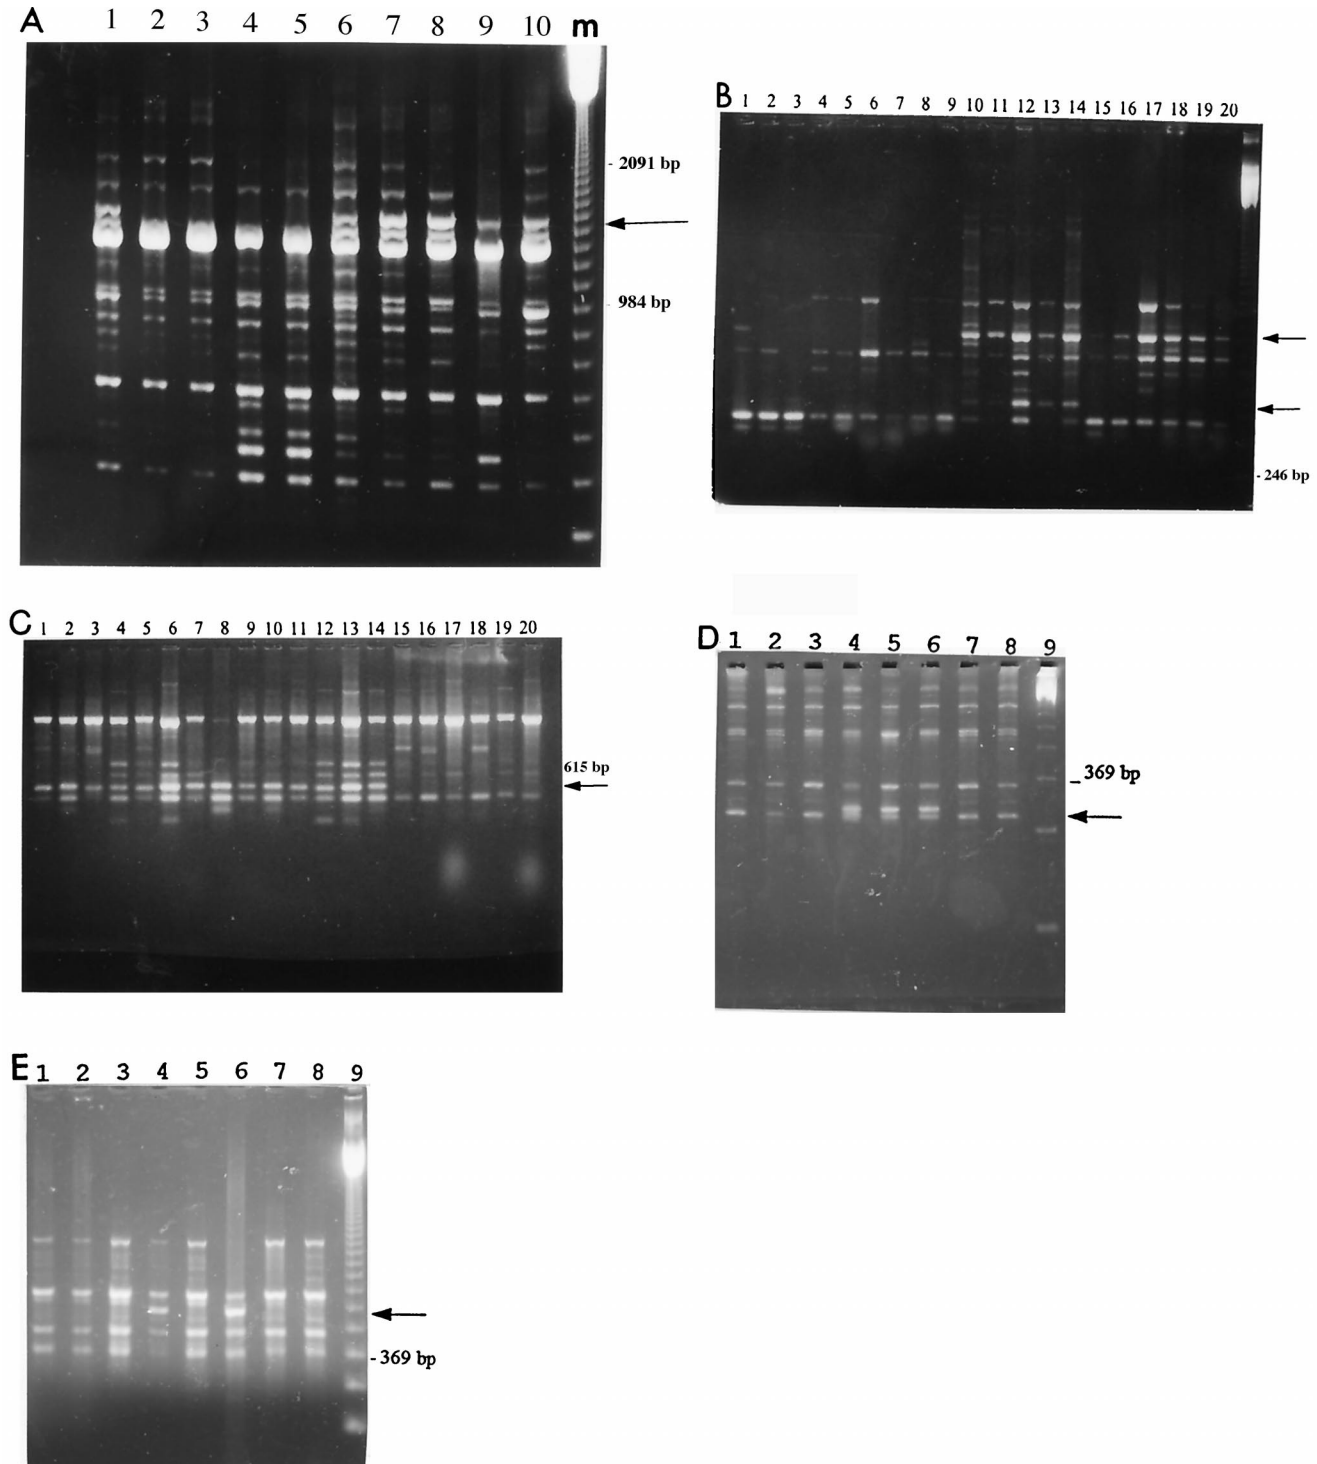 A 1 2 3 4 5 6 7 8 9 10 m
- 2091 bp
- 984 bp
B 1 2 3 4 5 6 7 8 9 10 11 12 13 14 15 16 17 18 19 20
- 246 bp
C 1 2 3 4 5 6 7 8 9 10 11 12 13 14 15 16 17 18 19 20
615 bp
D 1 2 3 4 5 6 7 8 9
- 369 bp
E 1 2 3 4 5 6 7 8 9
- 369 bp